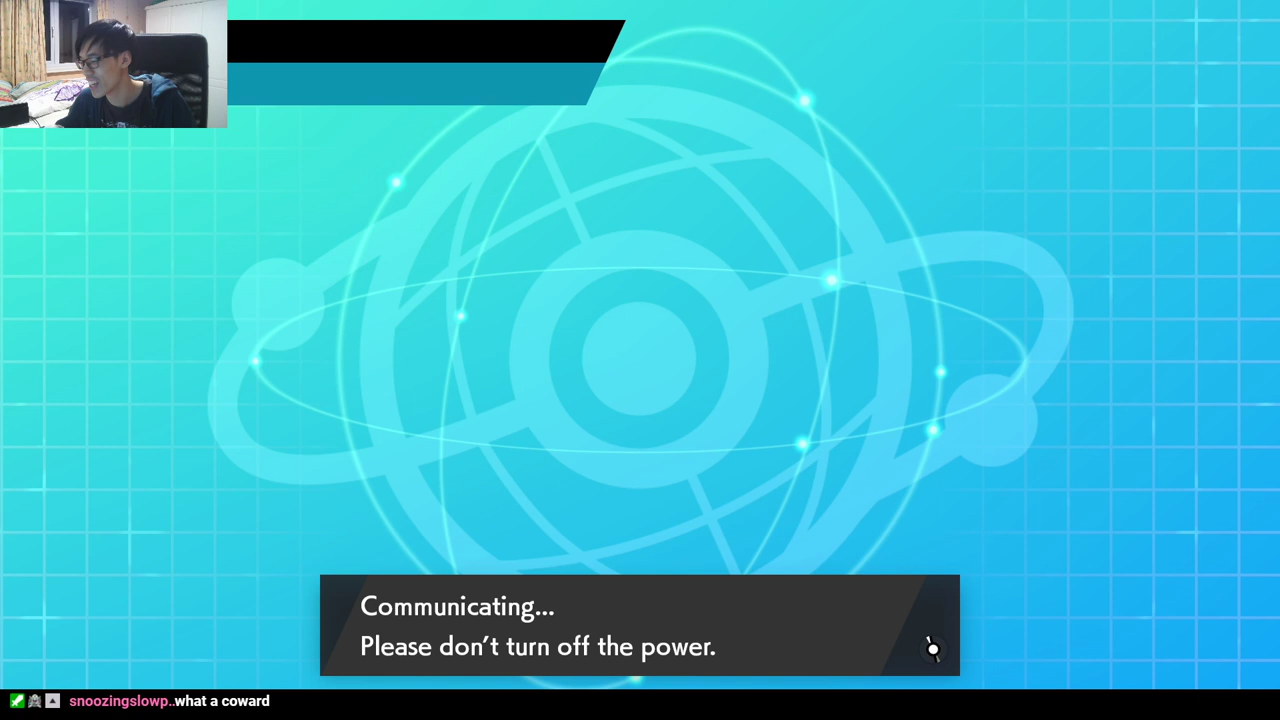 Communicating...
Please don't turn off the power.
snoozingslowp..what a coward